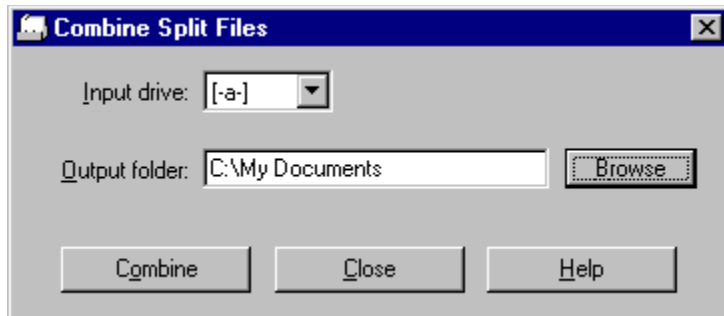 Combine Split Files
Input drive: [-a-]
Output folder: C:\My Documents Browse
Combine Close Help